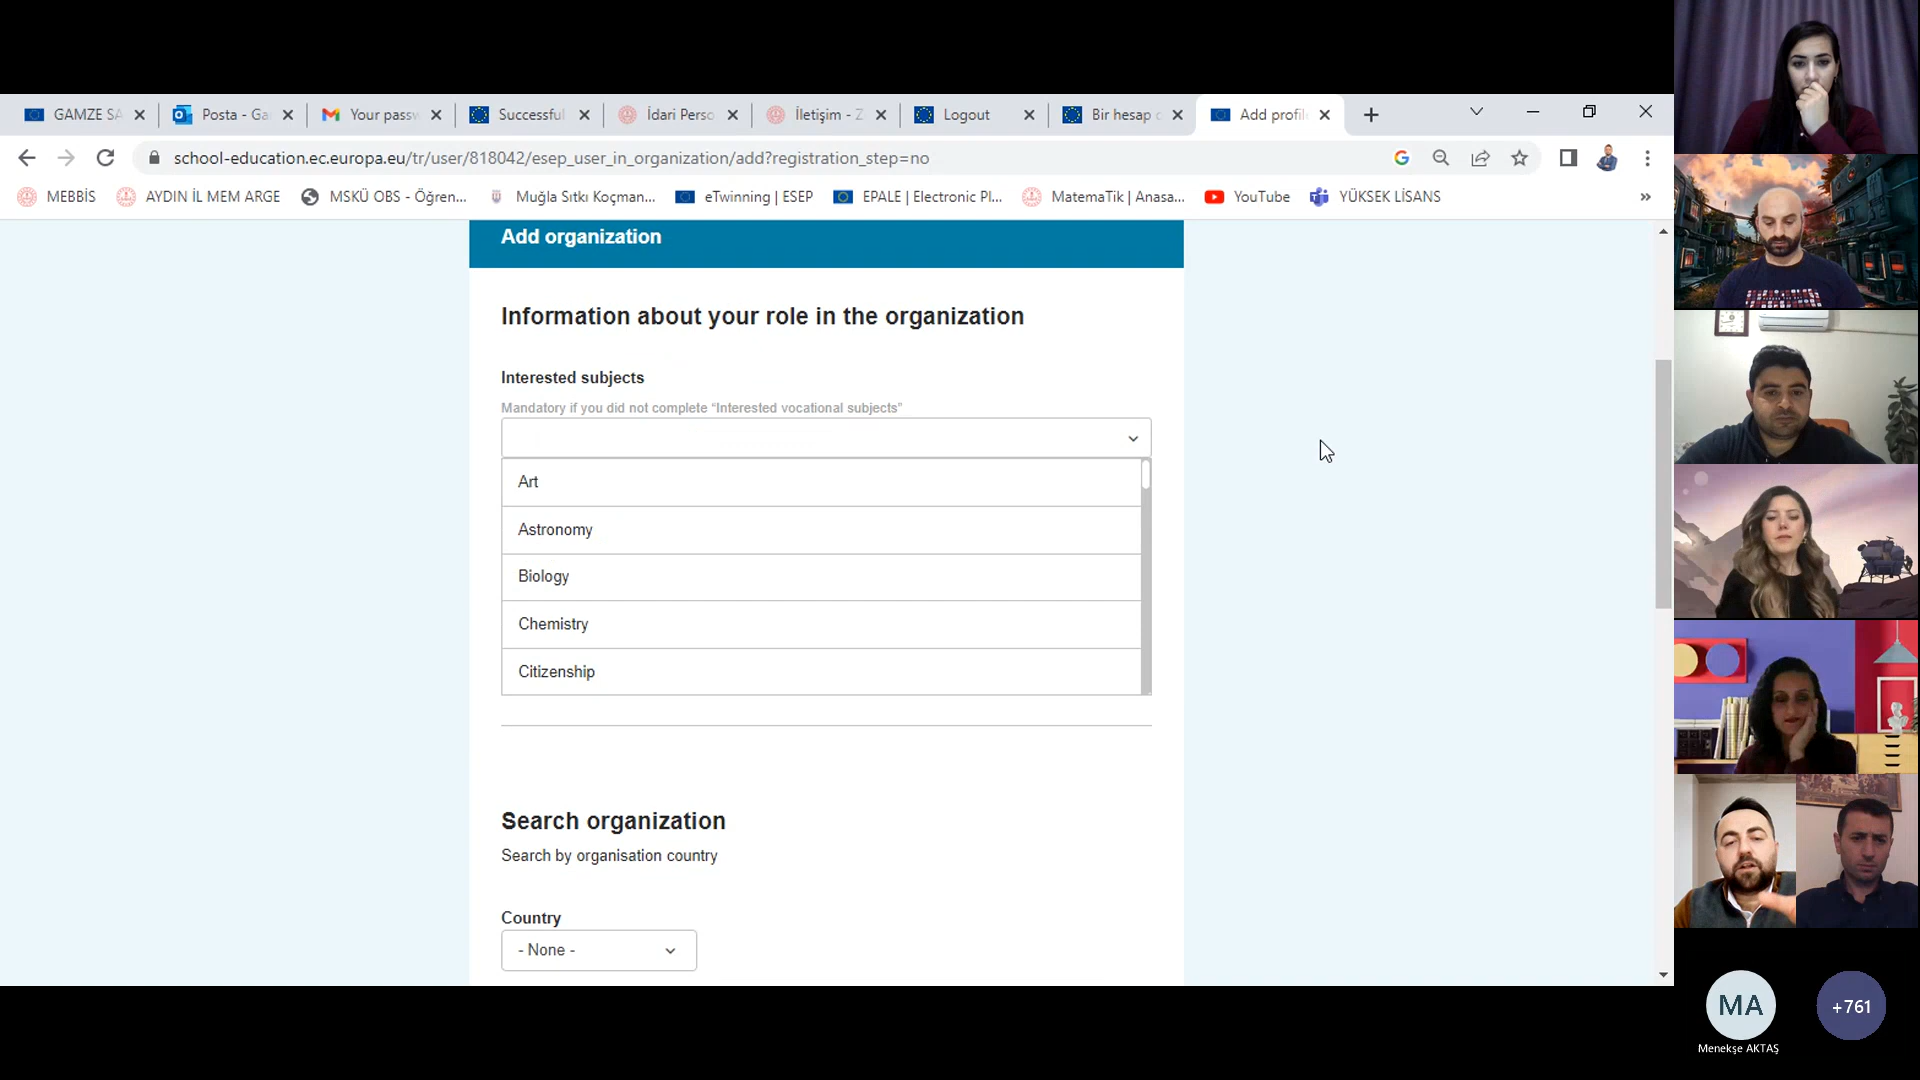 GAMZE SA
Posta - Ga
Your passw
Successful
İdari Perso
İletişim - Z
Logout
Bir hesap o
Add profil
school-education.ec.europa.eu/tr/user/818042/esep_user_in_organization/add?registration_step=no
MEBBİS
AYDIN İL MEM ARGE
MSKÜ OBS - Öğren...
Muğla Sıtkı Koçman...
eTwinning | ESEP
EPALE | Electronic Pl...
MatemaTik | Anasa...
YouTube
YÜKSEK LİSANS
»
Add organization
Information about your role in the organization
Interested subjects
Mandatory if you did not complete “Interested vocational subjects”
Art
Astronomy
Biology
Chemistry
Citizenship
Search organization
Search by organisation country
Country
- None -
MA
+761
Menekşe AKTAŞ